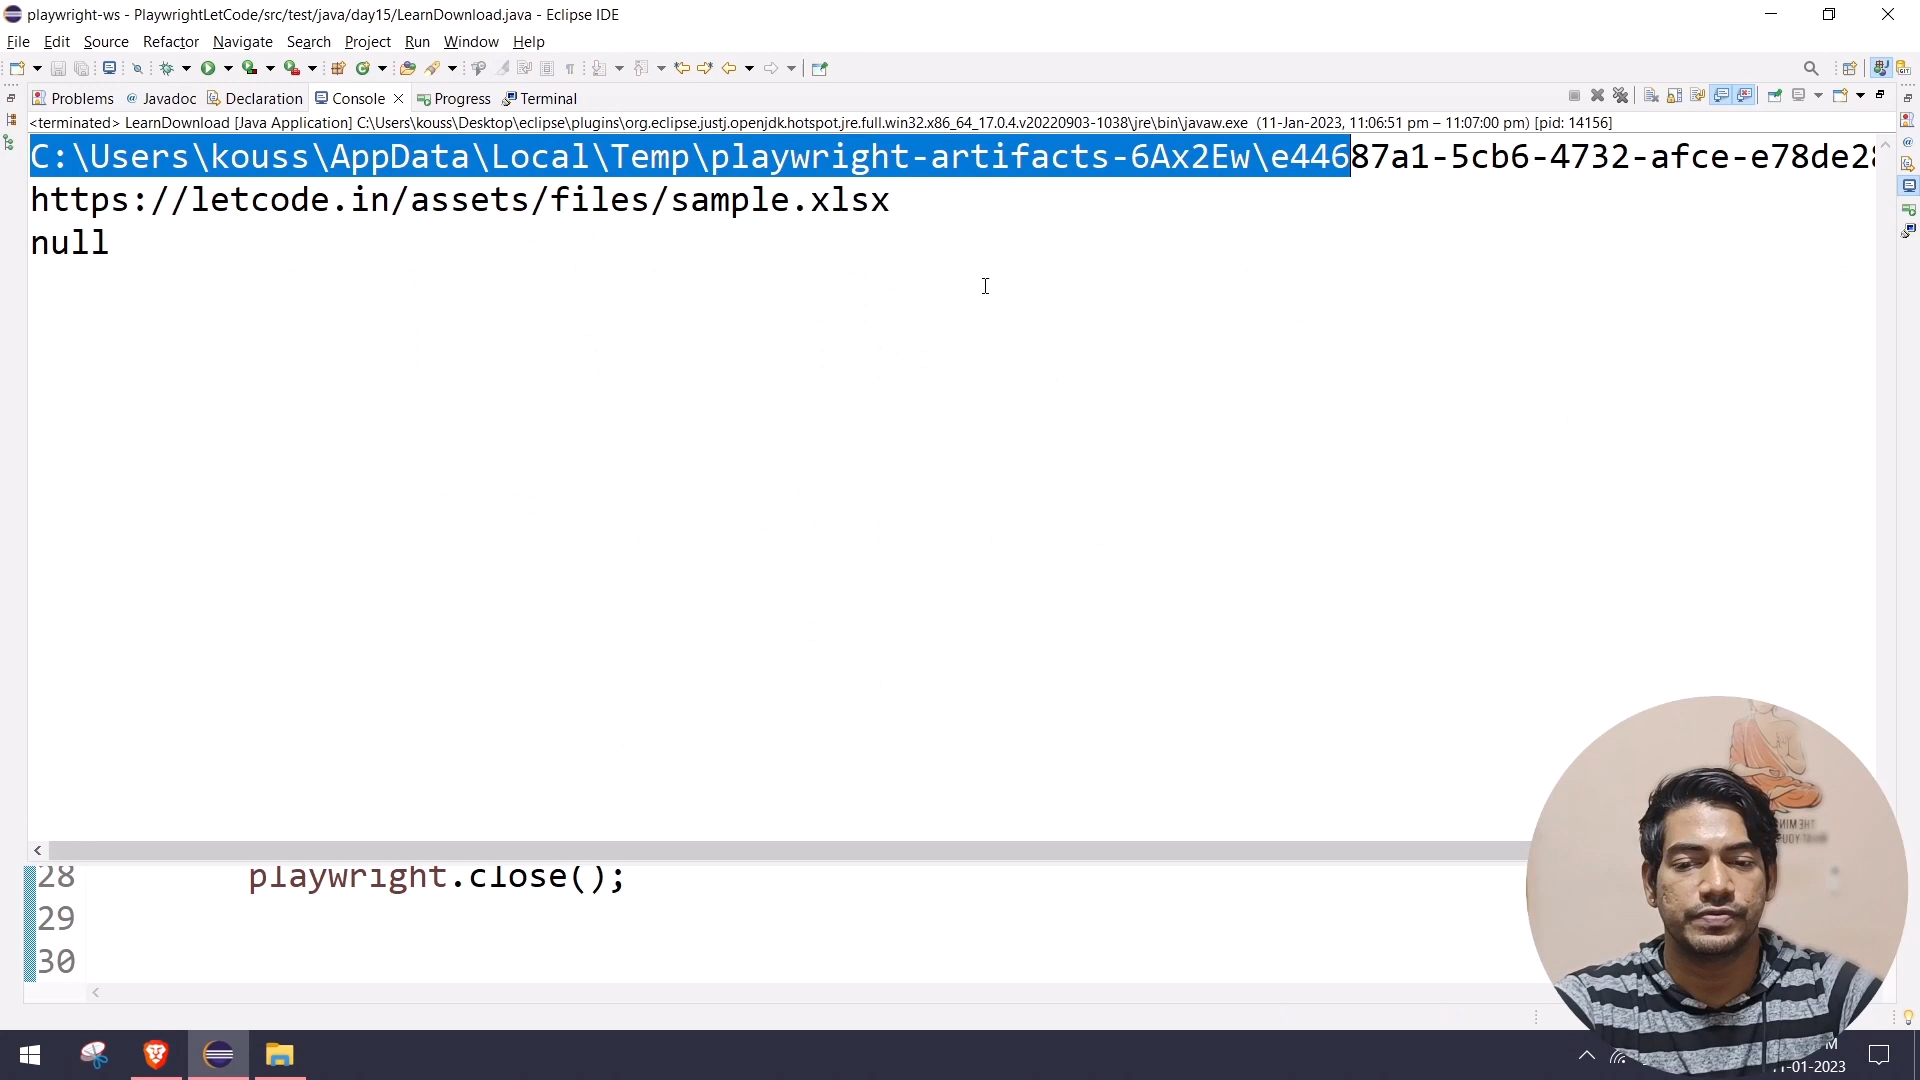 playwright-ws - PlaywrightLetCode/src/test/java/day15/LearnDownload.java - Eclipse IDE
File Edit Source Refactor Navigate Search Project Run Window Help
Problems Javadoc Declaration Console Progress Terminal
<terminated> LearnDownload [Java Application] C:\Users\kouss\Desktop\eclipse\plugins\org.eclipse.justj.openjdk.hotspot.jre.full.win32.x86_64_17.0.4.v20220903-1038\jre\bin\javaw.exe (11-Jan-2023, 11:06:51 pm – 11:07:00 pm) [pid: 14156]
C:\Users\kouss\AppData\Local\Temp\playwright-artifacts-6Ax2Ew\e44687a1-5cb6-4732-afce-e78de28
https://letcode.in/assets/files/sample.xlsx
null
28 playwright.close();
29
30